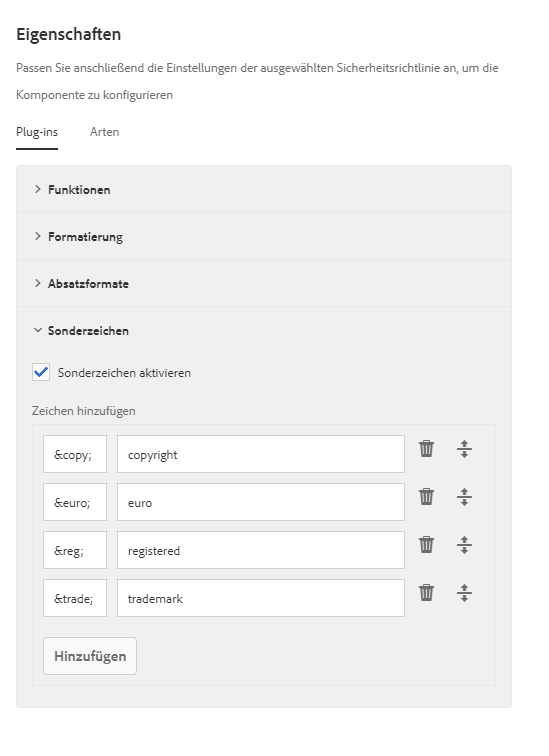 Eigenschaften
Passen Sie anschließend die Einstellungen der ausgewählten Sicherheitsrichtlinie an, um die
Komponente zu konfigurieren
Plug-ins Arten
Funktionen
Formatierung
Absatzformate
Sonderzeichen
Sonderzeichen aktivieren
Zeichen hinzufügen
&copy; copyright
&euro; euro
&reg; registered
&trade; trademark
Hinzufügen